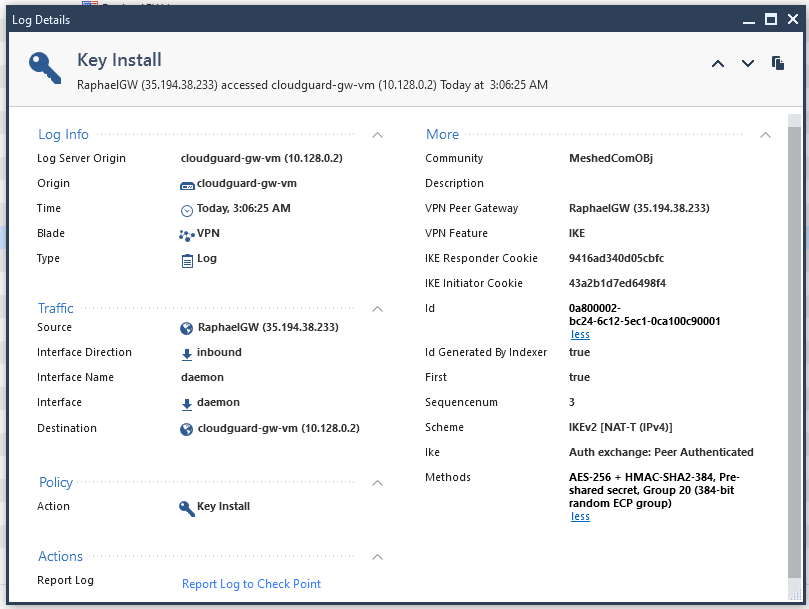 Log Details
Key Install
RaphaelGW (35.194.38.233) accessed cloudguard-gw-vm (10.128.0.2) Today at 3:06:25 AM
Log Info
Log Server Origin cloudguard-gw-vm (10.128.0.2)
Origin cloudguard-gw-vm
Time Today, 3:06:25 AM
Blade VPN
Type Log
Traffic
Source RaphaelGW (35.194.38.233)
Interface Direction inbound
Interface Name daemon
Interface daemon
Destination cloudguard-gw-vm (10.128.0.2)
Policy
Action Key Install
Actions
Report Log Report Log to Check Point
More
Community MeshedComOBj
Description
VPN Peer Gateway RaphaelGW (35.194.38.233)
VPN Feature IKE
IKE Responder Cookie 9416ad340d05cbfc
IKE Initiator Cookie 43a2b1d7ed6498f4
Id 0a800002-
bc24-6c12-5ec1-0ca100c90001
less
Id Generated By Indexer true
First true
Sequencenum 3
Scheme IKEv2 [NAT-T (IPv4)]
Ike Auth exchange: Peer Authenticated
Methods AES-256 + HMAC-SHA2-384, Pre-
shared secret, Group 20 (384-bit
random ECP group)
less